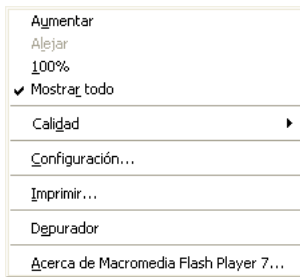 Aumentar
Alejar
100%
Mostrar todo
Calidad
Configuración...
Imprimir...
Depurador
Acerca de Macromedia Flash Player 7...